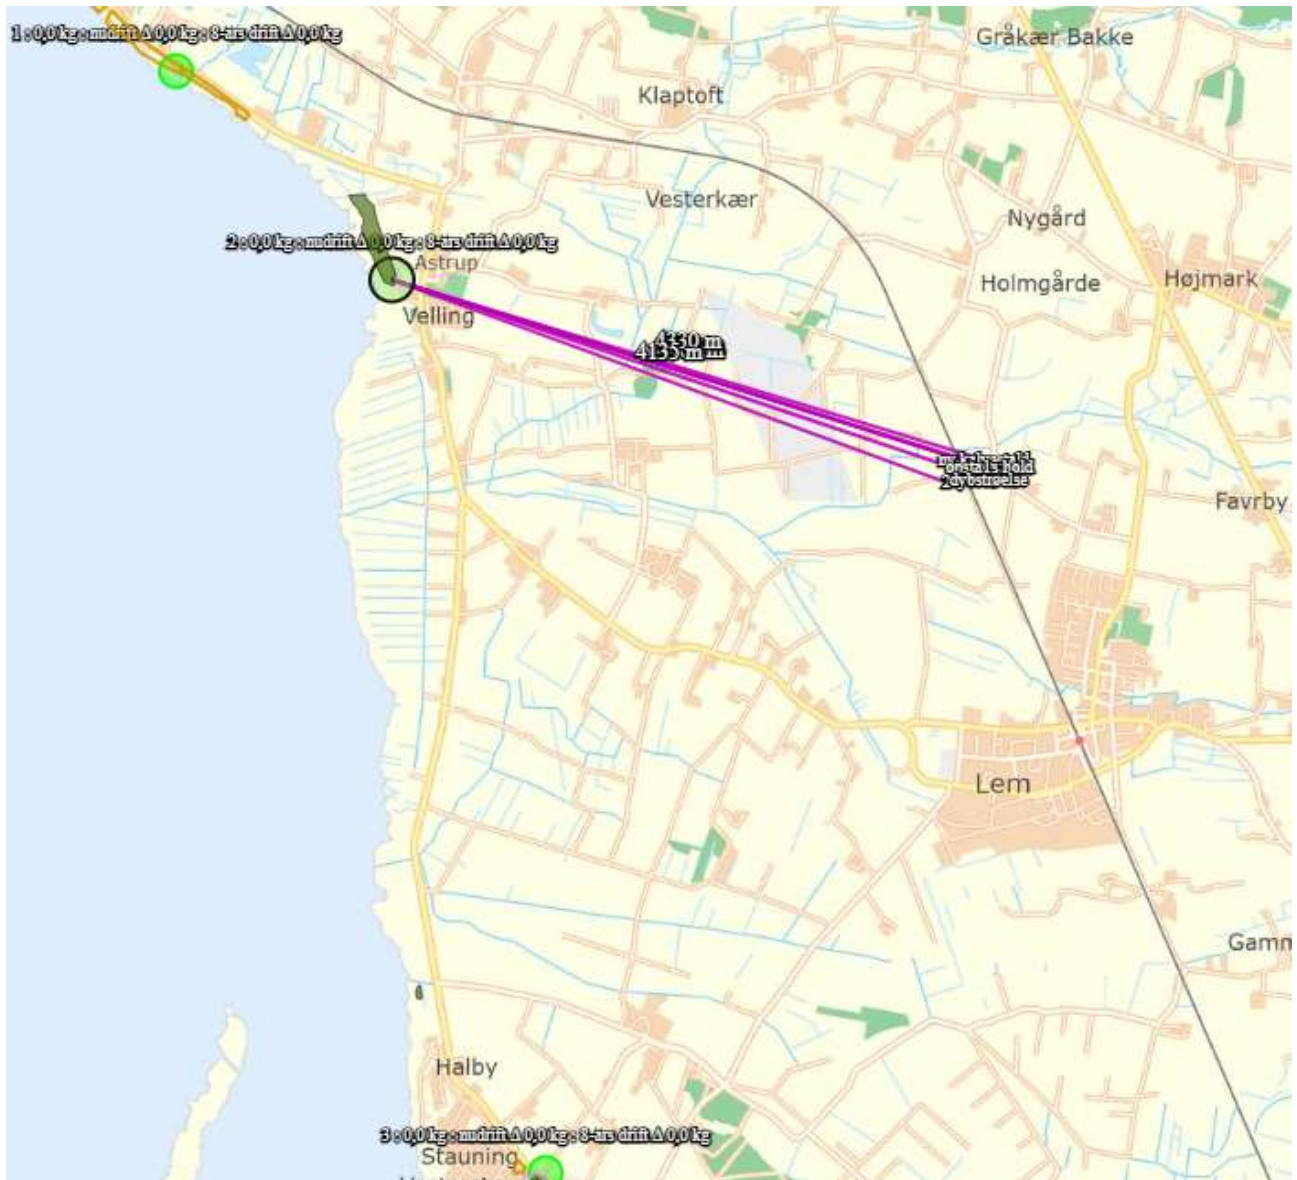 1 : 0,0 kg : nudrift Δ 0,0 kg : 8-års drift Δ 0,0 kg
Gråkær Bakke
Klaptoft
Vesterkær
Nygård
2 : 0,0 kg : nudrift Δ 0,0 kg : 8-års drift Δ 0,0 kg
Astrup
Holmgårde
Højmark
Velling
4330 m
4135 m
2dybstrøelse
Favrby
Lem
Gamm
Halby
3 : 0,0 kg : nudrift Δ 0,0 kg : 8-års drift Δ 0,0 kg
Stauning